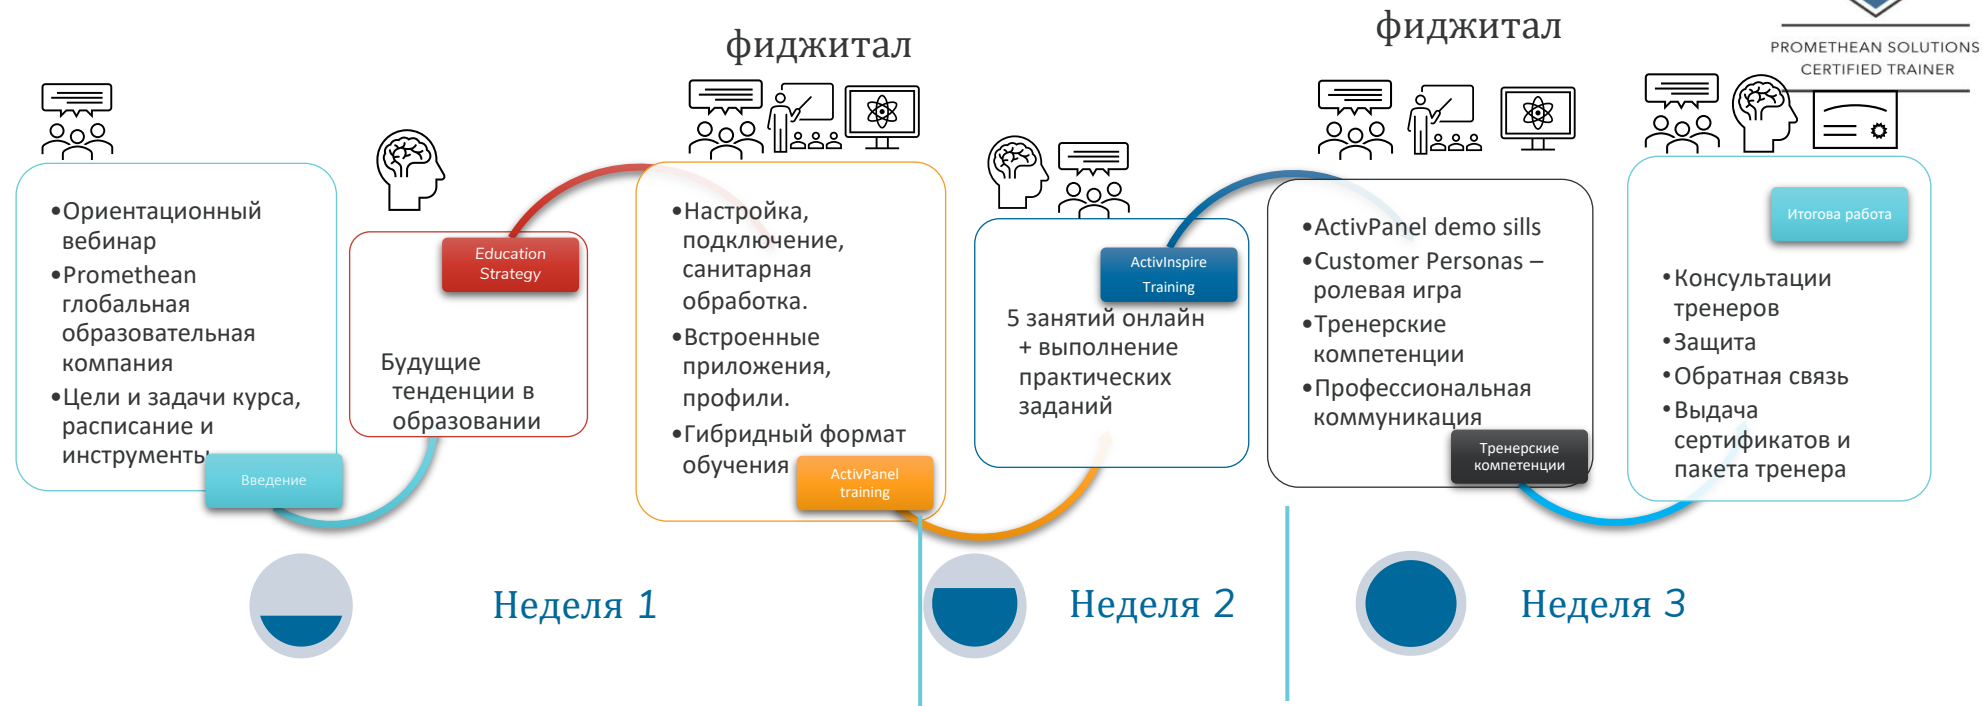 фиджитал
фиджитал
PROMETHEAN SOLUTIONS
CERTIFIED TRAINER
•Ориентационный
вебинар
•Promethean
глобальная
образовательная
компания
•Цели и задачи курса,
расписание и
инструменты
Введение
Education
Strategy
Будущие
тенденции в
образовании
•Настройка,
подключение,
санитарная
обработка.
•Встроенные
приложения,
профили.
•Гибридный формат
обучения
ActivPanel
training
ActivInspire
Training
5 занятий онлайн
+ выполнение
практических
заданий
•ActivPanel demo sills
•Customer Personas –
ролевая игра
•Тренерские
компетенции
•Профессиональная
коммуникация
Тренерские
компетенции
Итогова работа
•Консультации
тренеров
•Защита
•Обратная связь
•Выдача
сертификатов и
пакета тренера
Неделя 1
Неделя 2
Неделя 3